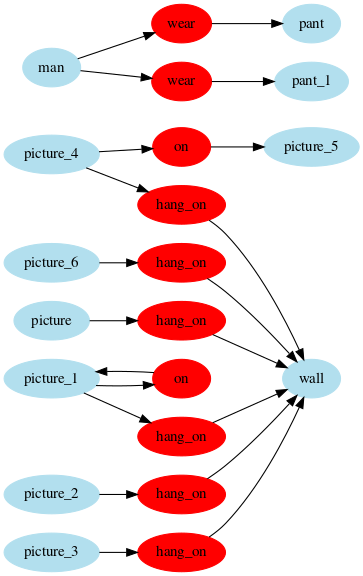 man wear pant
wear pant_1
picture_4 on picture_5
hang_on
picture_6 hang_on
picture hang_on
picture_1 on wall
hang_on
picture_2 hang_on
picture_3 hang_on